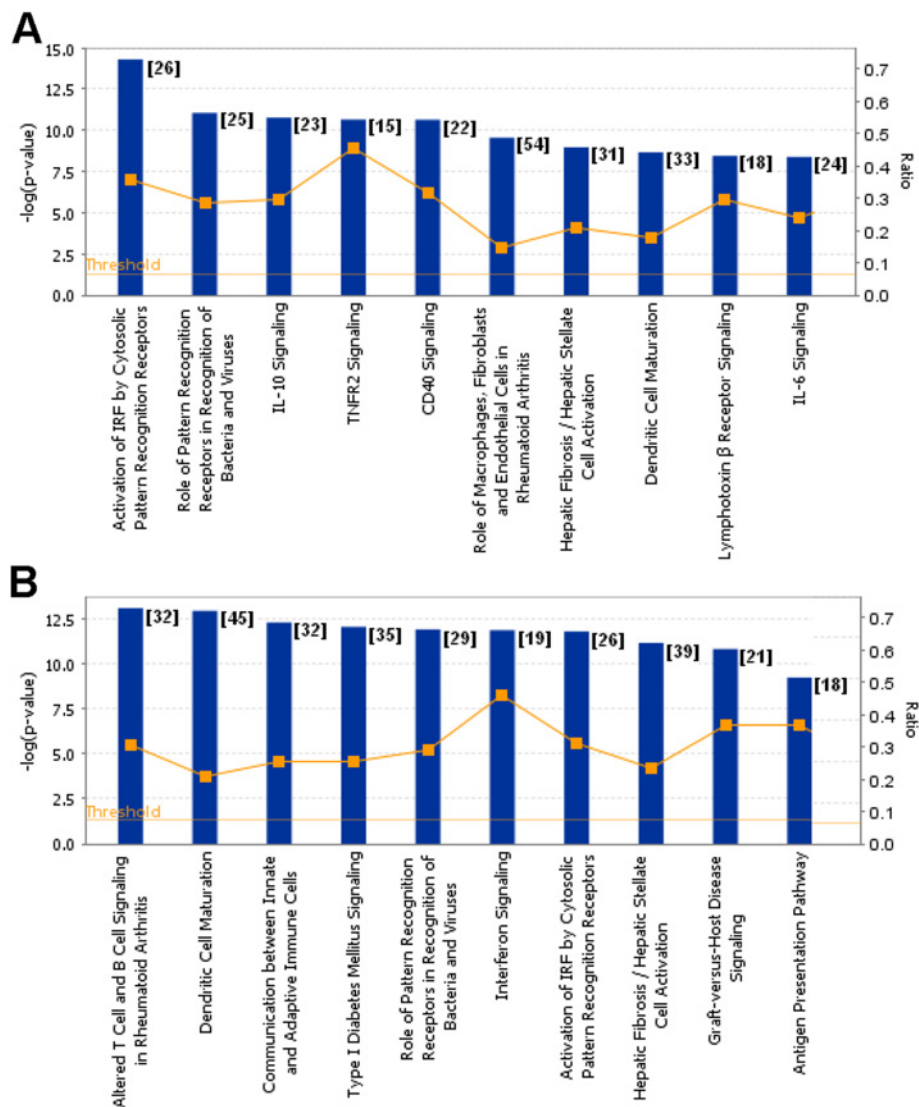 A
15.0
12.5
10.0
7.5
5.0
2.5
0.0
-log(p-value)
0.7
0.6
0.5
0.4
0.3
0.2
0.1
0.0
Ratio
[26]
[25]
[23]
[15]
[22]
[54]
[31]
[33]
[18]
[24]
Threshold
Activation of IRF by Cytosolic
Pattern Recognition Receptors
Role of Pattern Recognition
Receptors in Recognition of
Bacteria and Viruses
IL-10 Signaling
TNFR2 Signaling
CD40 Signaling
Role of Macrophages, Fibroblasts
and Endothelial Cells in
Rheumatoid Arthritis
Hepatic Fibrosis / Hepatic Stellate
Cell Activation
Dendritic Cell Maturation
Lymphotoxin β Receptor Signaling
IL-6 Signaling
B
12.5
10.0
7.5
5.0
2.5
0.0
-log(p-value)
0.7
0.6
0.5
0.4
0.3
0.2
0.1
0.0
Ratio
[32]
[45]
[32]
[35]
[29]
[19]
[26]
[39]
[21]
[18]
Threshold
Altered T Cell and B Cell Signaling
in Rheumatoid Arthritis
Dendritic Cell Maturation
Communication between Innate
and Adaptive Immune Cells
Type I Diabetes Mellitus Signaling
Role of Pattern Recognition
Receptors in Recognition of
Bacteria and Viruses
Interferon Signaling
Activation of IRF by Cytosolic
Pattern Recognition Receptors
Hepatic Fibrosis / Hepatic Stellate
Cell Activation
Graft-versus-Host Disease
Signaling
Antigen Presentation Pathway